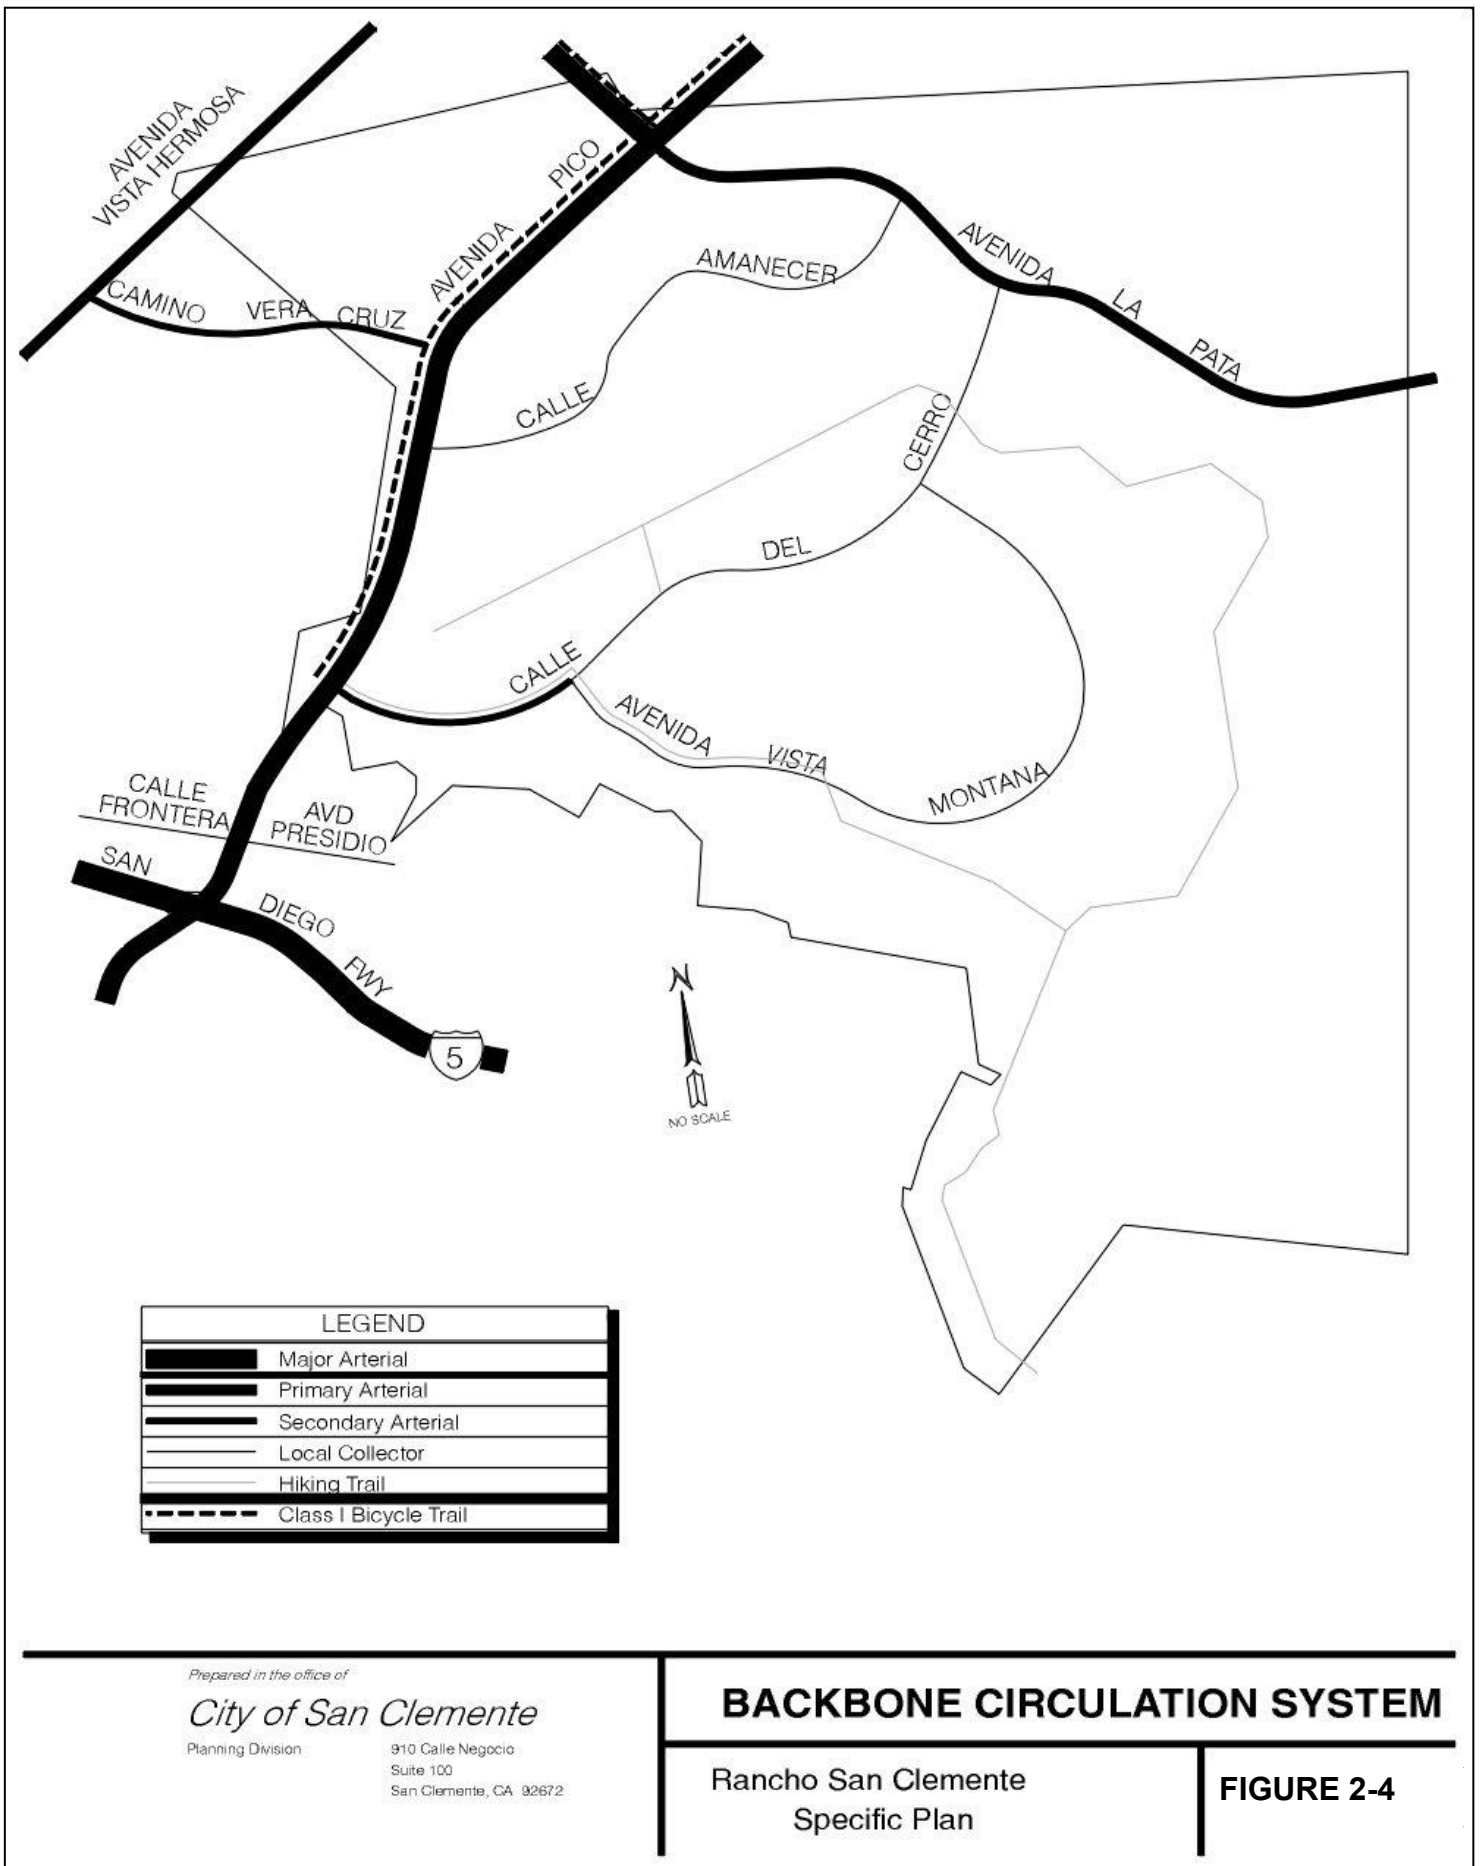 AVENIDA
VISTA HERMOSA
AVENIDA PICO
CAMINO VERA CRUZ
CALLE AMANECER
AVENIDA LA PATA
CALLE DEL CERRO
AVENIDA VISTA MONTANA
CALLE
FRONTERA
AVD
PRESIDIO
SAN DIEGO FWY
5
N
NO SCALE
LEGEND
Major Arterial
Primary Arterial
Secondary Arterial
Local Collector
Hiking Trail
Class I Bicycle Trail
Prepared in the office of
City of San Clemente
Planning Division
910 Calle Negocio
Suite 100
San Clemente, CA 92672
BACKBONE CIRCULATION SYSTEM
Rancho San Clemente
Specific Plan
FIGURE 2-4